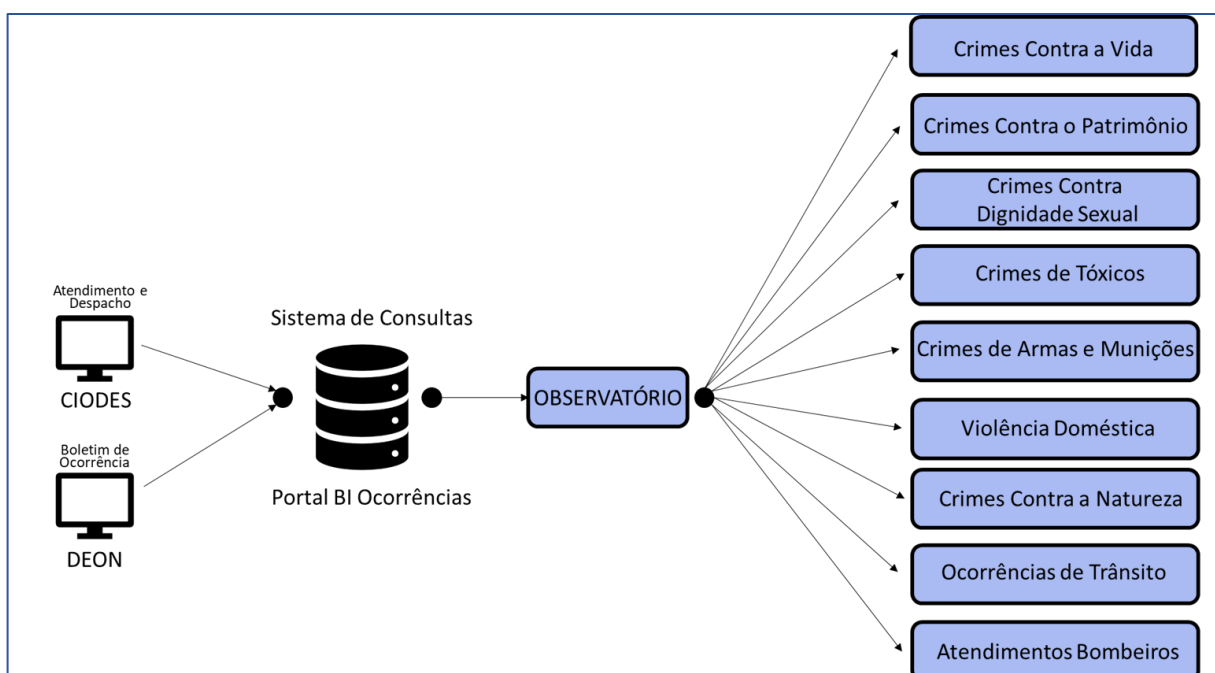 Atendimento e
Despacho
CIODES
Boletim de
Ocorrência
DEON
Sistema de Consultas
Portal BI Ocorrências
OBSERVATÓRIO
Crimes Contra a Vida
Crimes Contra o Patrimônio
Crimes Contra
Dignidade Sexual
Crimes de Tóxicos
Crimes de Armas e Munições
Violência Doméstica
Crimes Contra a Natureza
Ocorrências de Trânsito
Atendimentos Bombeiros